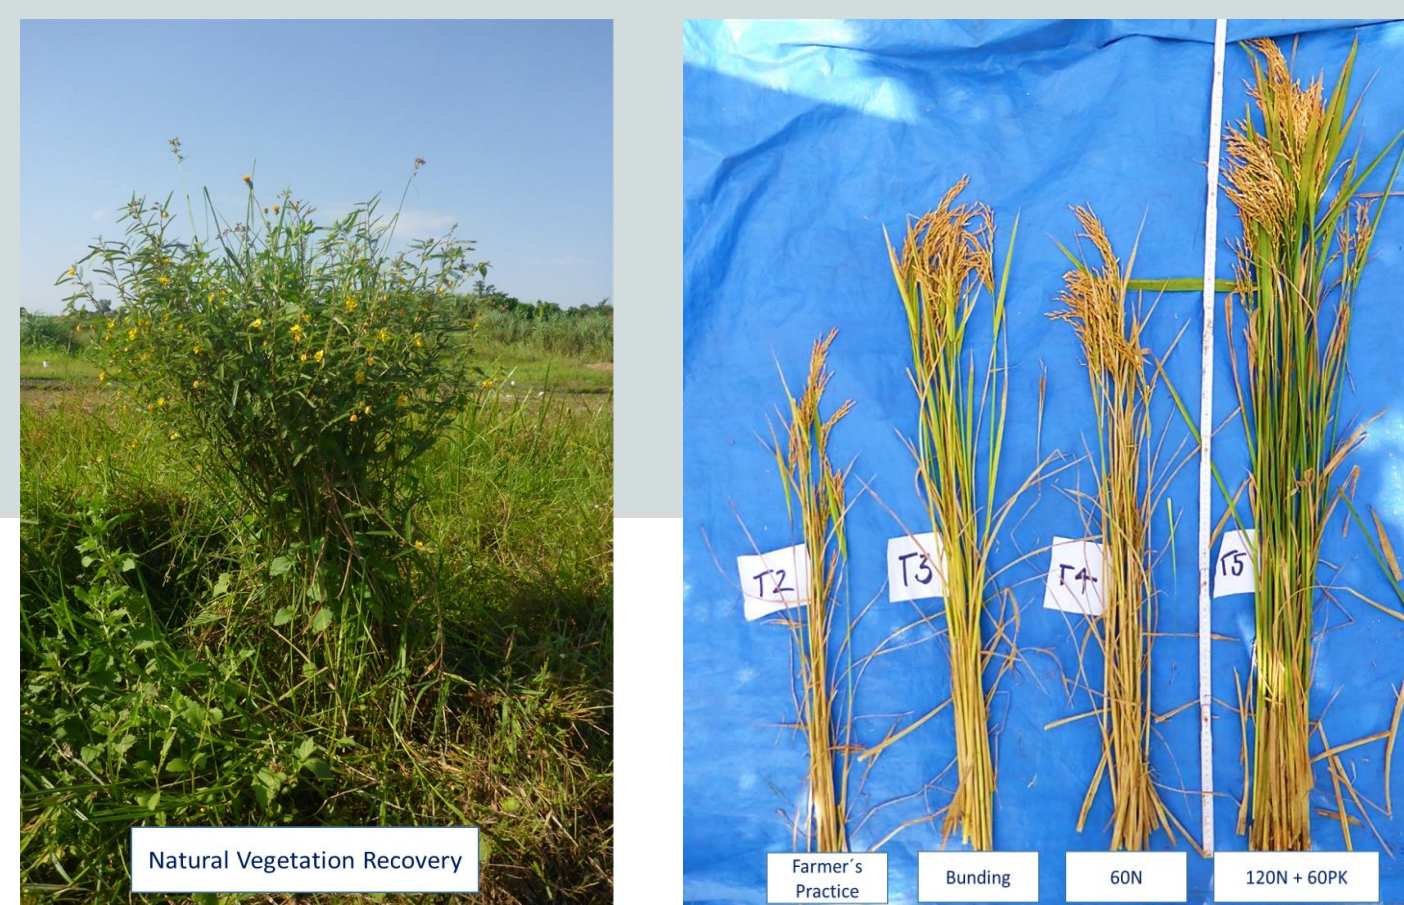 T2
T3
T4
T5
Natural Vegetation Recovery
Farmer´s
Practice
Bunding
60N
120N + 60PK